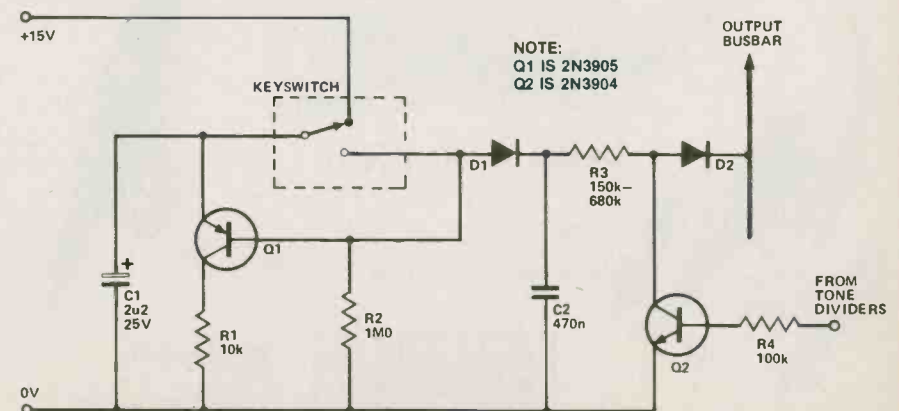 +15V
NOTE:
Q1 IS 2N3905
Q2 IS 2N3904
OUTPUT
BUSBAR
KEYSWITCH
D1
R3
150k–
680k
D2
Q1
+
C1
2u2
25V
R1
10k
R2
1M0
C2
470n
Q2
R4
100k
FROM
TONE
DIVIDERS
0V